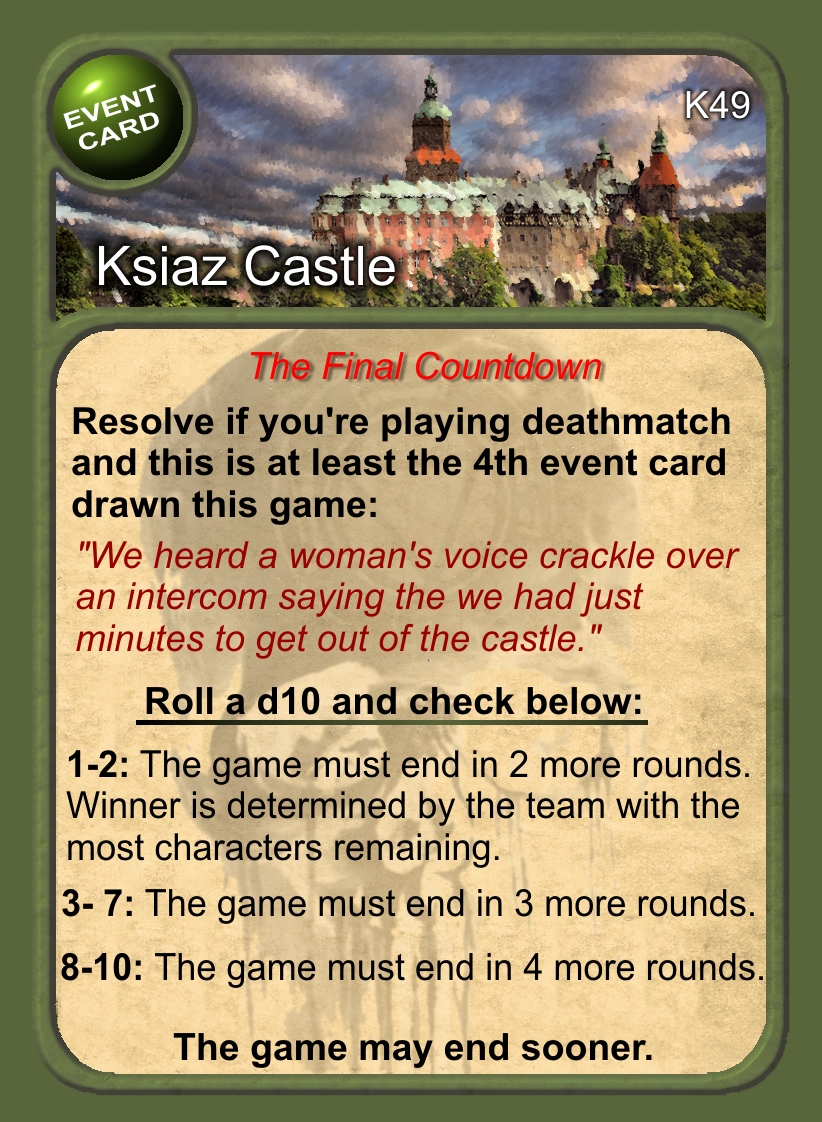 EVENT
CARD
K49
Ksiaz Castle
The Final Countdown
Resolve if you're playing deathmatch
and this is at least the 4th event card
drawn this game:
"We heard a woman's voice crackle over
an intercom saying the we had just
minutes to get out of the castle."
Roll a d10 and check below:
1-2: The game must end in 2 more rounds.
Winner is determined by the team with the
most characters remaining.
3- 7: The game must end in 3 more rounds.
8-10: The game must end in 4 more rounds.
The game may end sooner.